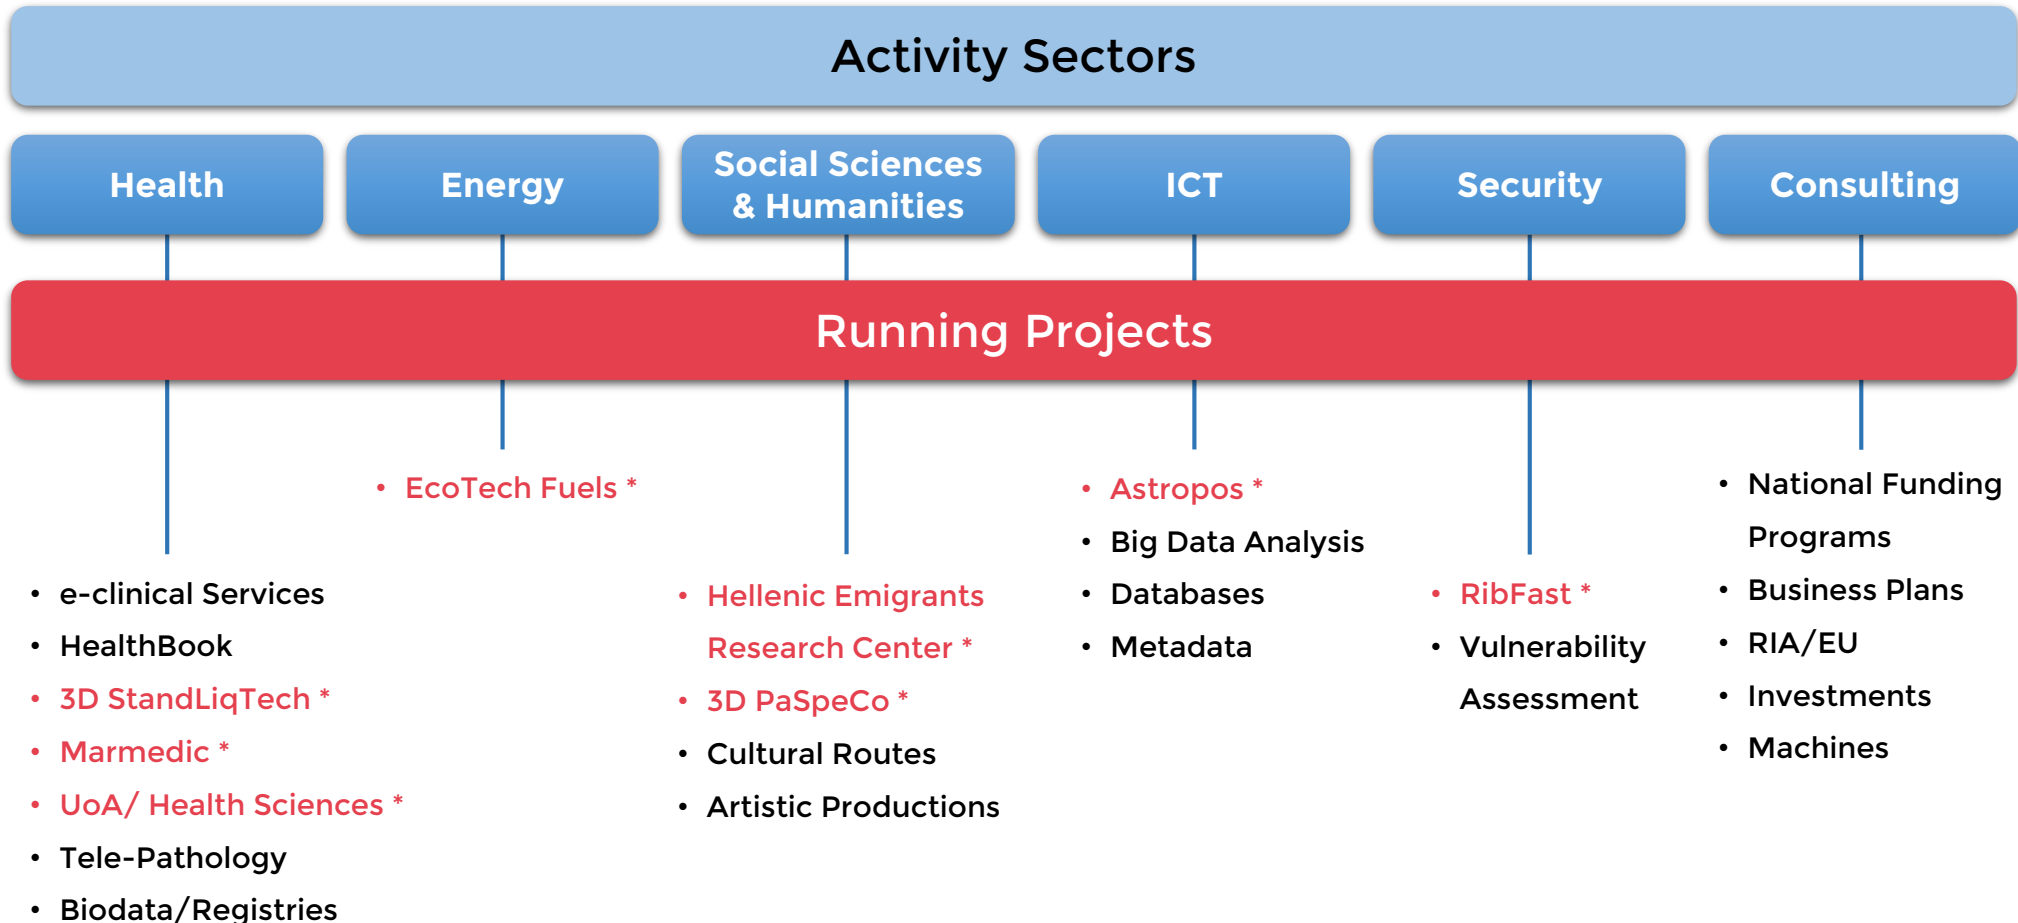 Activity Sectors
Health
Energy
Social Sciences
& Humanities
ICT
Security
Consulting
Running Projects
• e-clinical Services
• HealthBook
• 3D StandLiqTech *
• Marmedic *
• UoA/ Health Sciences *
• Tele-Pathology
• Biodata/Registries
• EcoTech Fuels *
• Hellenic Emigrants
Research Center *
• 3D PaSpeCo *
• Cultural Routes
• Artistic Productions
• Astropos *
• Big Data Analysis
• Databases
• Metadata
• RibFast *
• Vulnerability
Assessment
• National Funding
Programs
• Business Plans
• RIA/EU
• Investments
• Machines